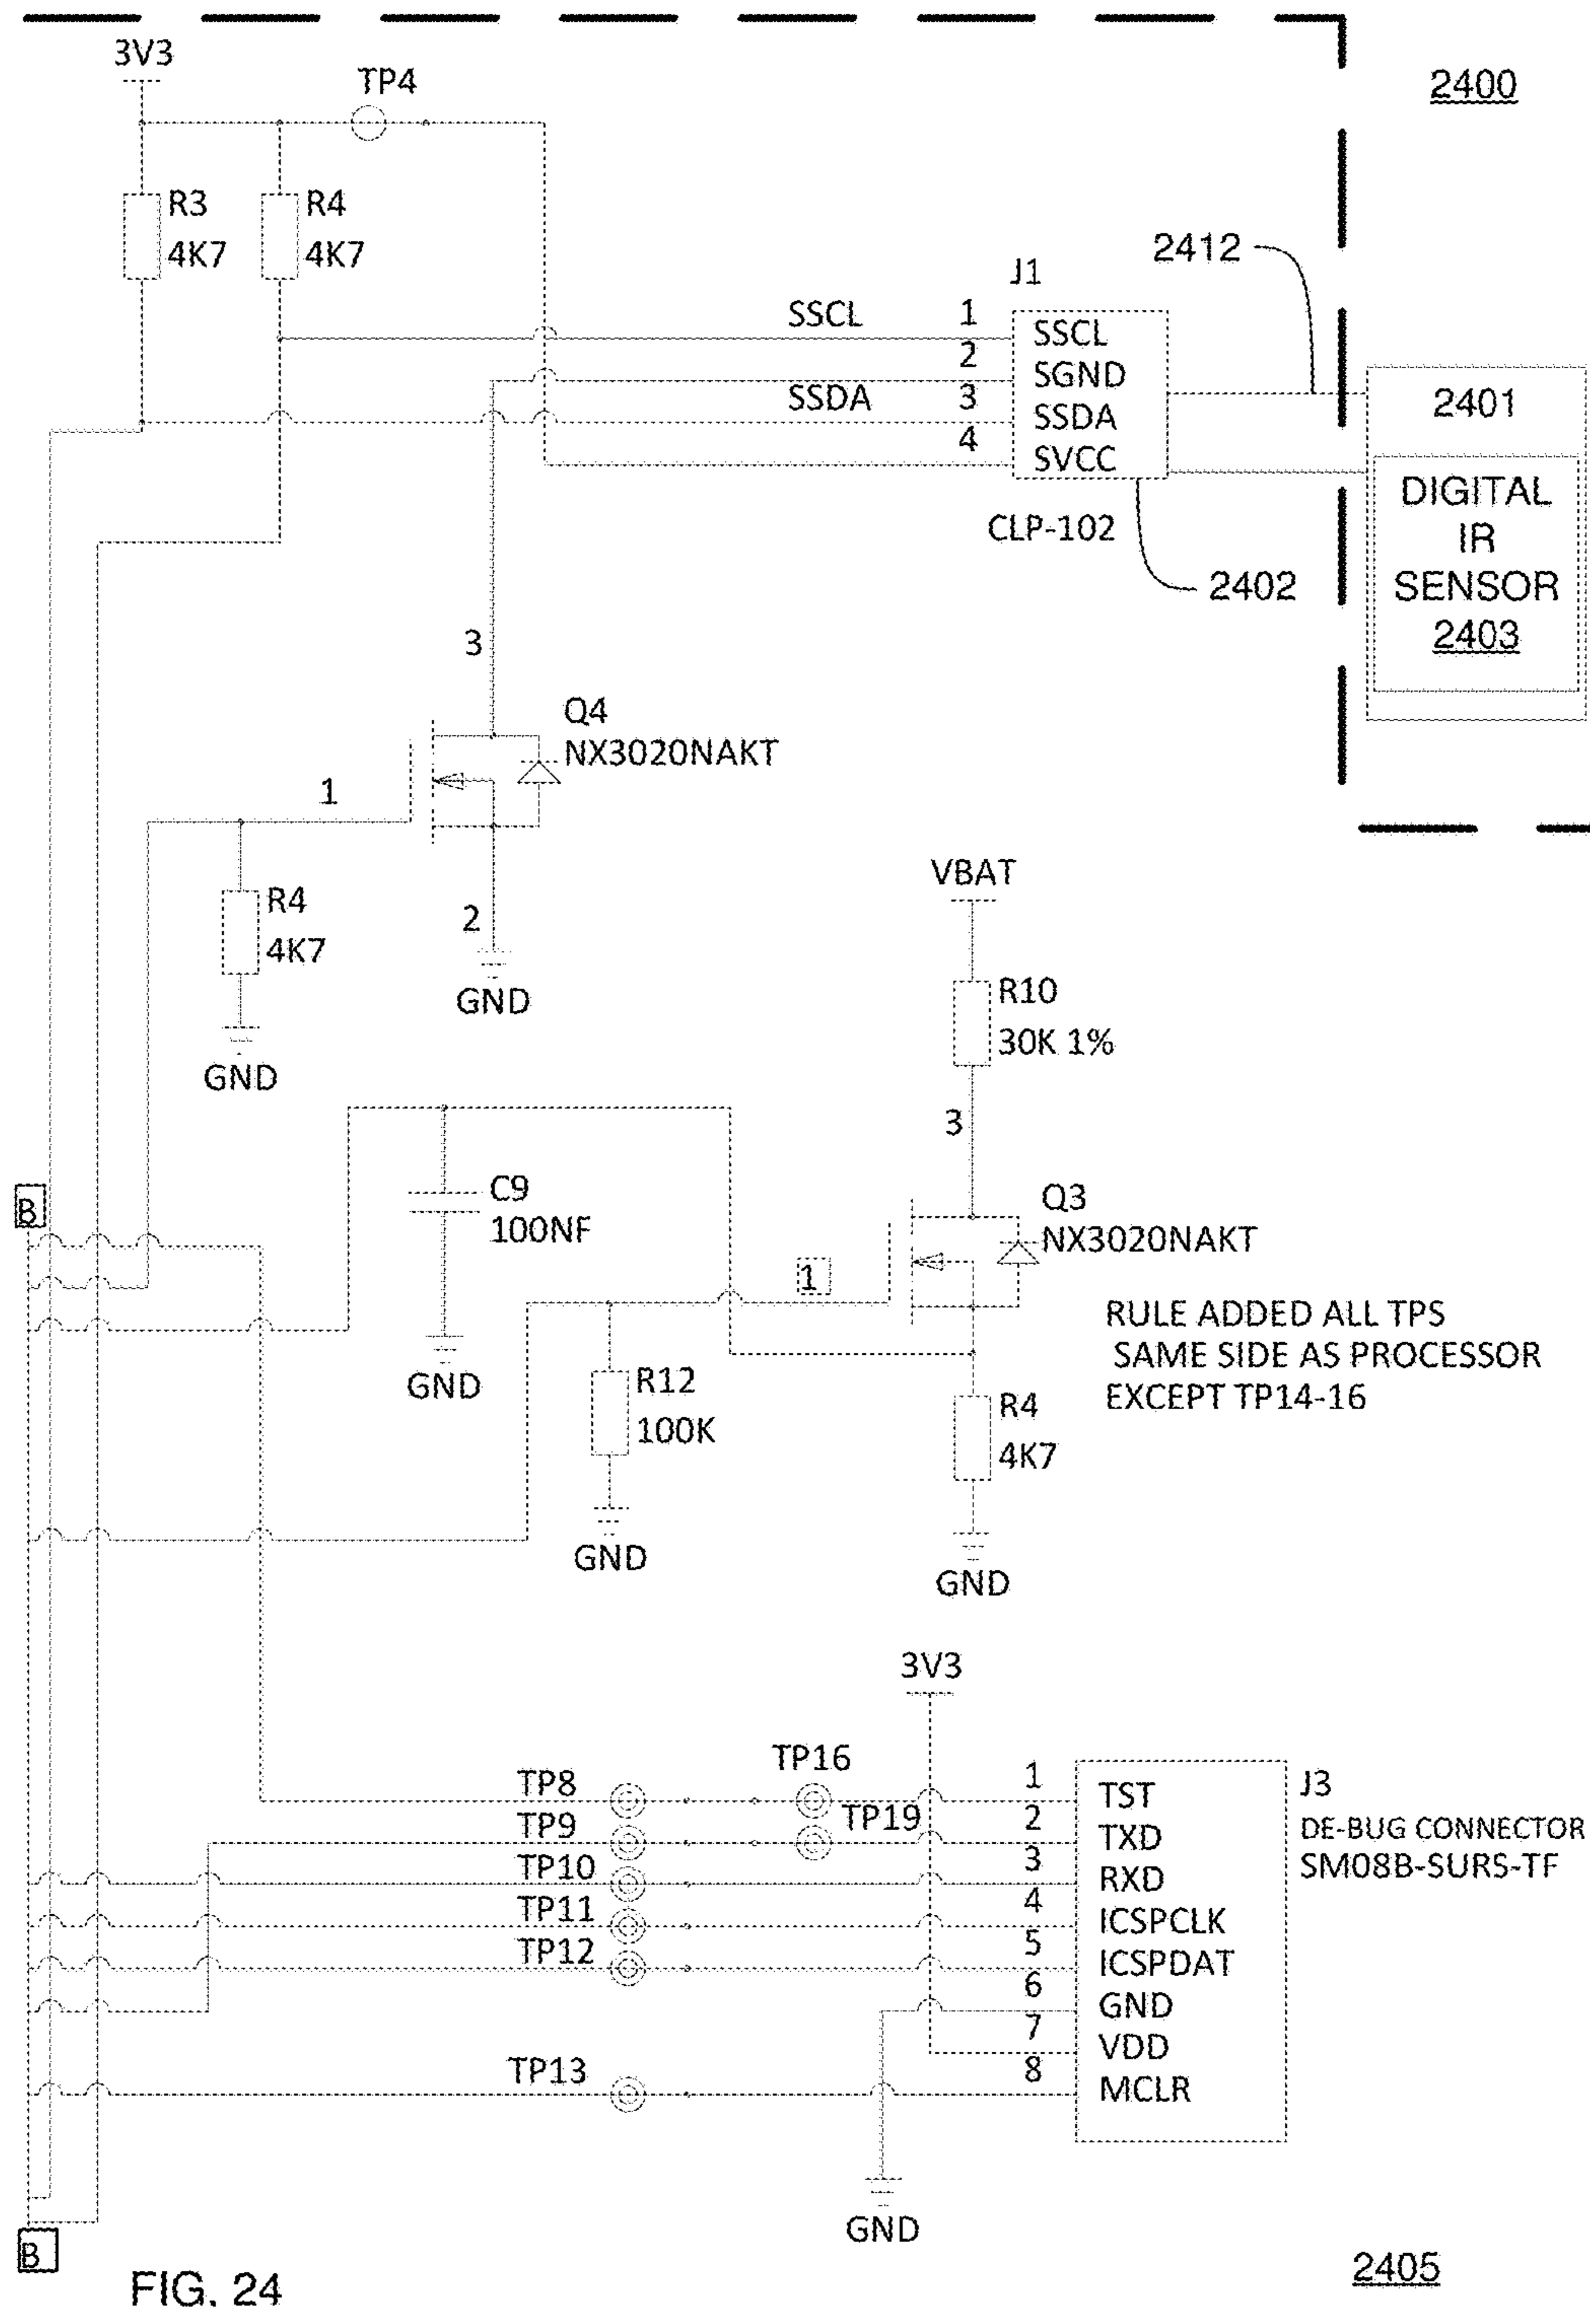 2400
3V3
TP4
R3
4K7
R4
4K7
2412
J1
SSCL
1
2
SSDA
3
4
SSCL
SGND
SSDA
SVCC
CLP-102
2402
2401
DIGITAL
IR
SENSOR
2403
3
Q4
NX3020NAKT
1
R4
4K7
2
GND
GND
VBAT
R10
30K 1%
3
C9
100NF
GND
B
Q3
NX3020NAKT
1
RULE ADDED ALL TPS
SAME SIDE AS PROCESSOR
EXCEPT TP14-16
R12
100K
GND
R4
4K7
GND
3V3
TP8
TP16
1
TST
J3
TP9
TP19
2
TXD
DE-BUG CONNECTOR
TP10
3
RXD
SM08B-SURS-TF
TP11
4
ICSPCLK
TP12
5
ICSPDAT
6
GND
7
VDD
TP13
8
MCLR
GND
B
2405
FIG. 24